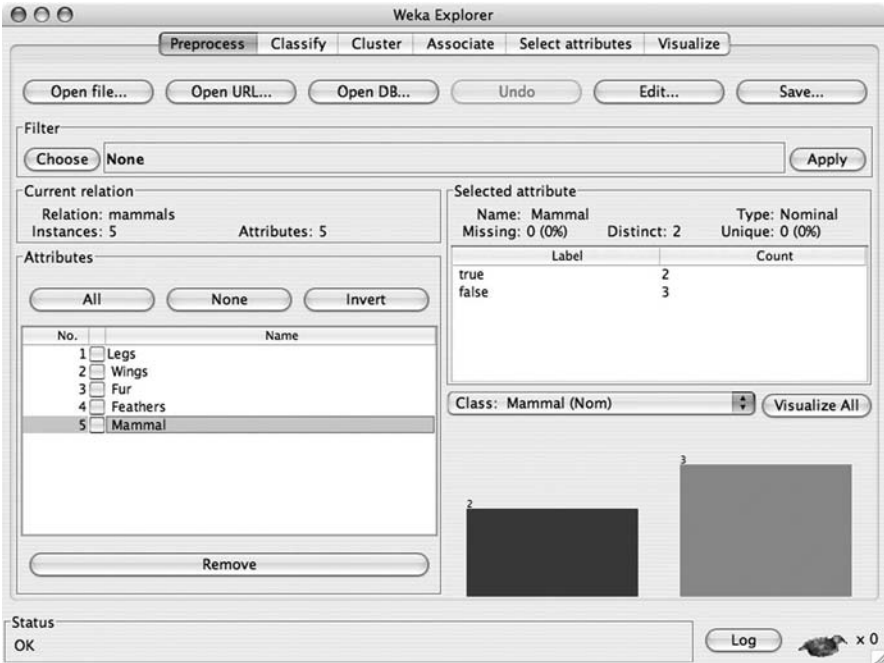 Weka Explorer
Preprocess Classify Cluster Associate Select attributes Visualize
Open file... Open URL... Open DB... Undo Edit... Save...
Filter
Choose None Apply
Current relation
Relation: mammals
Instances: 5 Attributes: 5
Attributes
All None Invert
No. Name
1 Legs
2 Wings
3 Fur
4 Feathers
5 Mammal
Remove
Selected attribute
Name: Mammal Type: Nominal
Missing: 0 (0%) Distinct: 2 Unique: 0 (0%)
Label Count
true 2
false 3
Class: Mammal (Nom) Visualize All
2
3
Status
OK
Log x 0